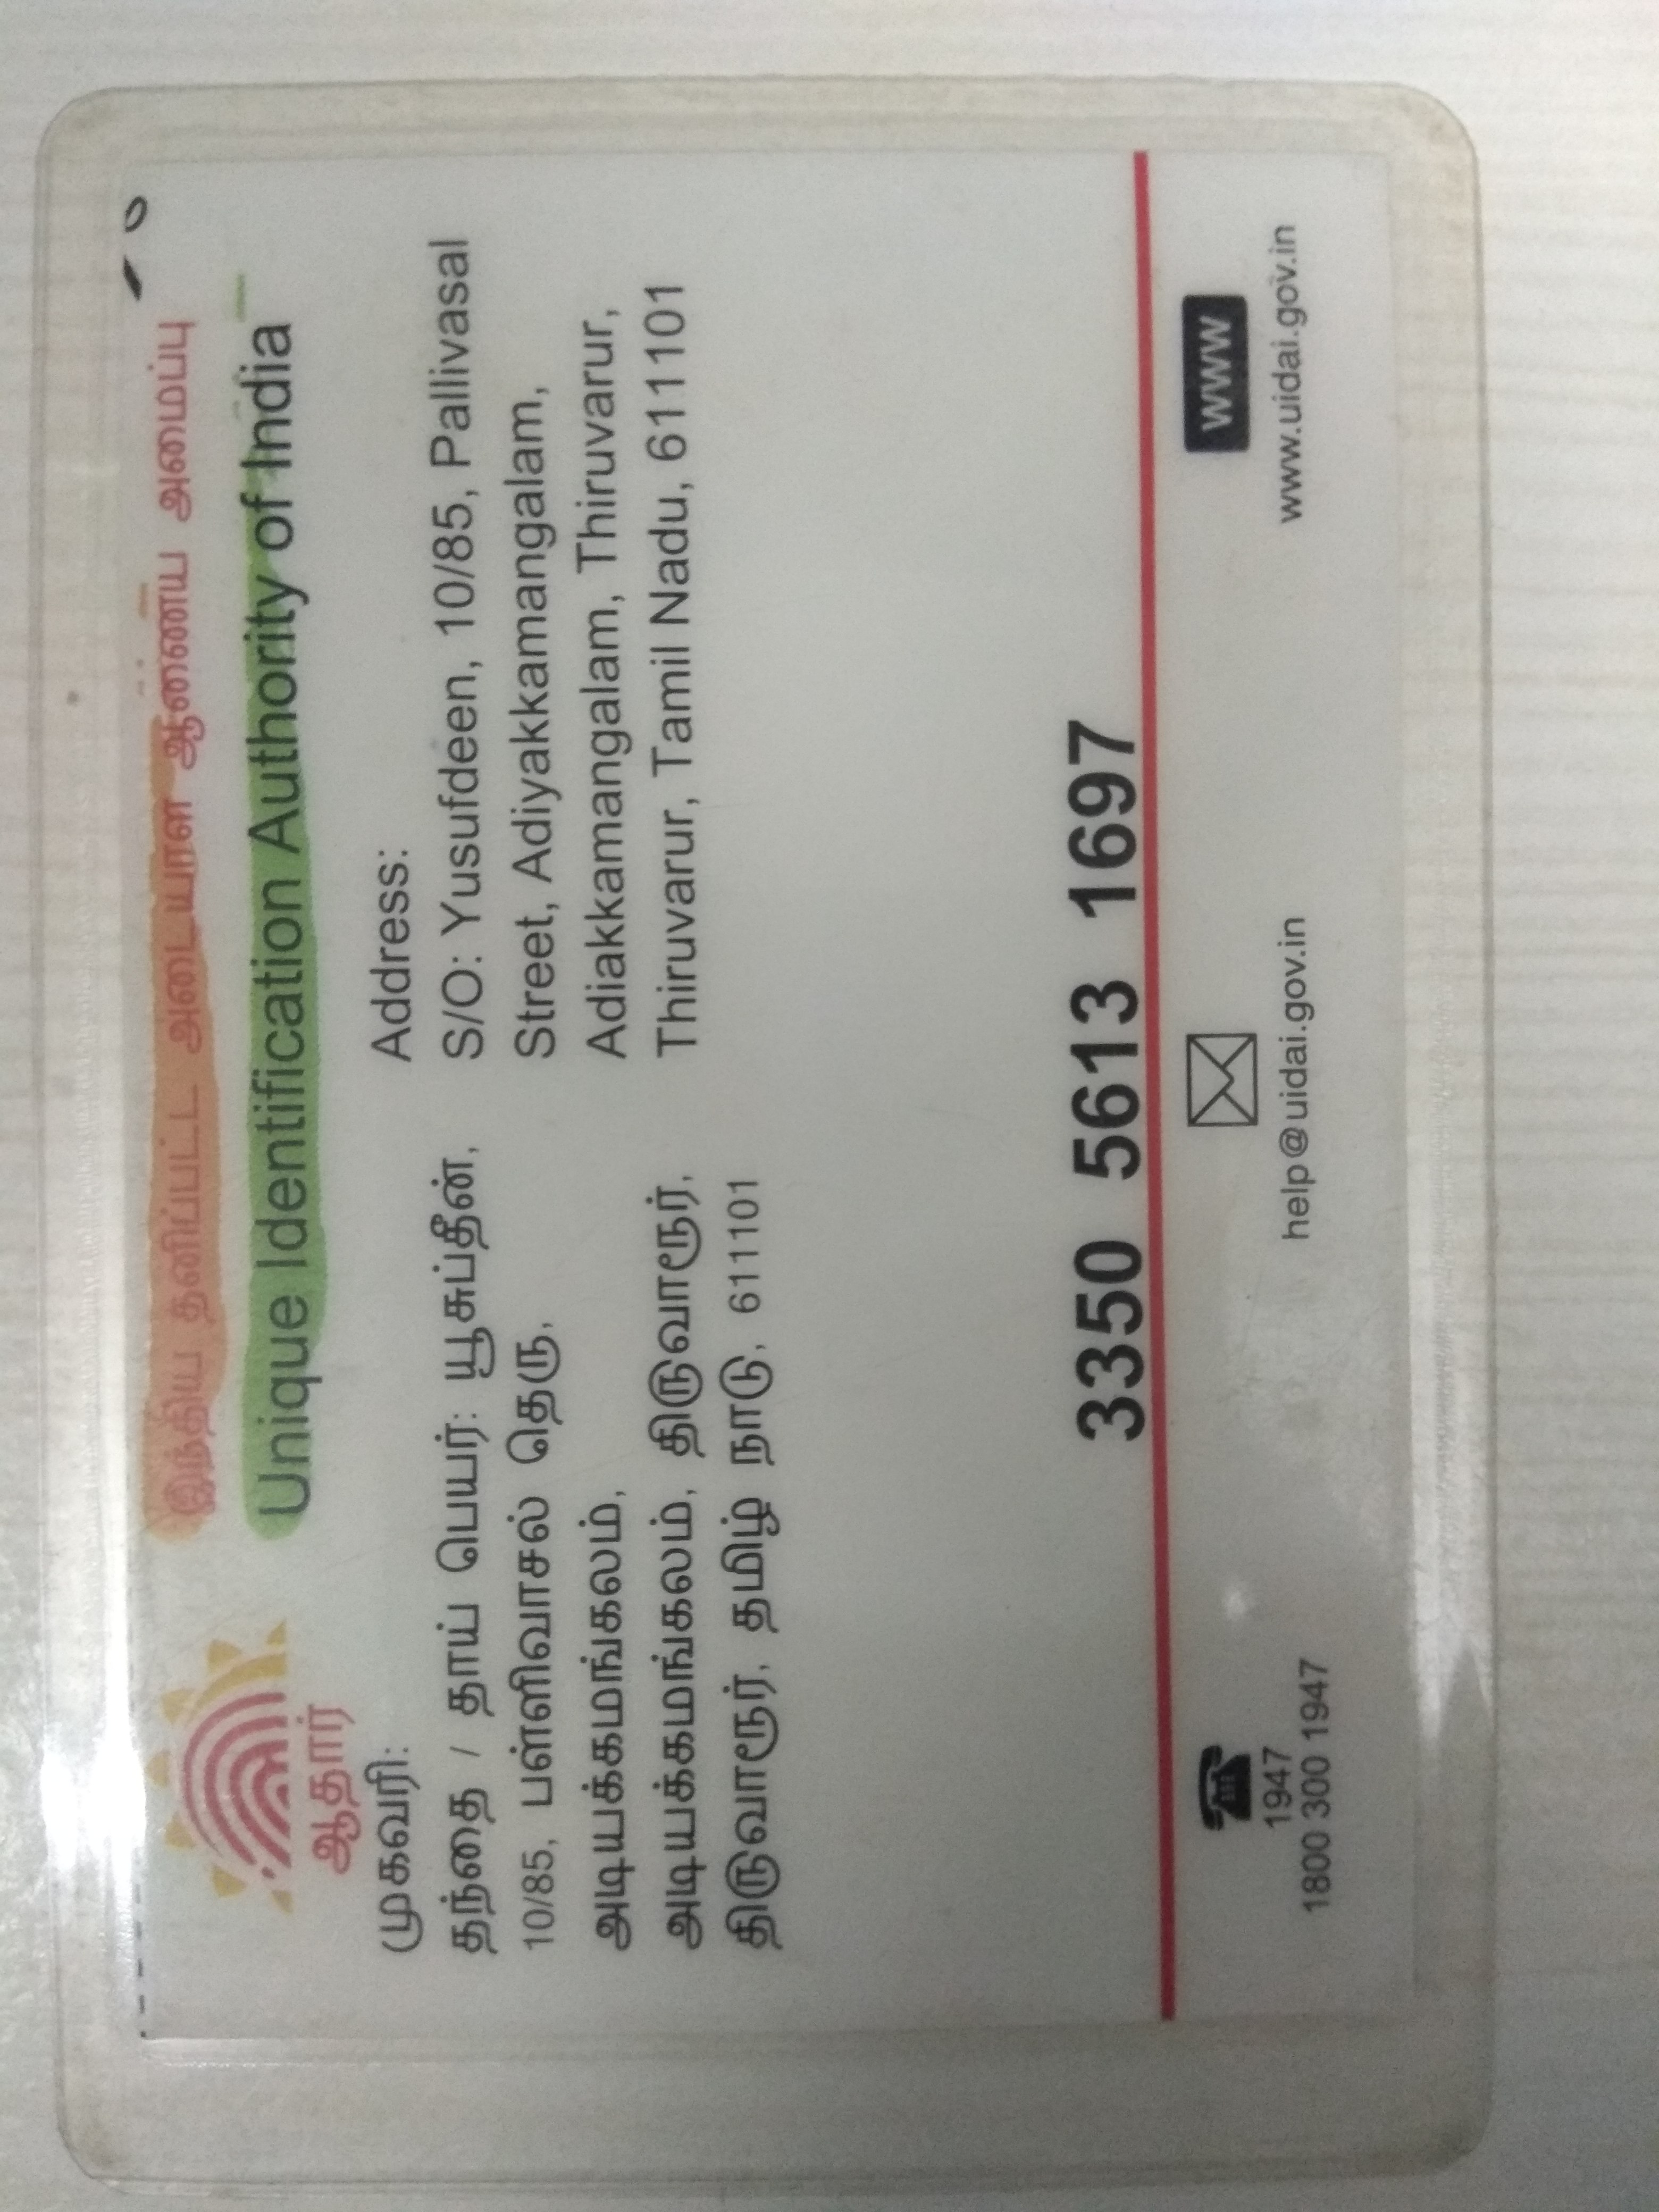 இந்திய தனிப்பட்ட அடையாள ஆணைய அமைப்பு
Unique Identification Authority of India
ஆதார்
முகவரி:
தந்தை / தாய் பெயர்: யூசுப்தீன்,
10/85, பள்ளிவாசல் தெரு,
அடியக்கமங்கலம்,
அடியக்கமங்கலம், திருவாரூர்,
திருவாரூர், தமிழ் நாடு, 611101
Address:
S/O: Yusufdeen, 10/85, Pallivasal
Street, Adiyakkamangalam,
Adiakkamangalam, Thiruvarur,
Thiruvarur, Tamil Nadu, 611101
3350 5613 1697
1947
1800 300 1947
help@uidai.gov.in
www
www.uidai.gov.in